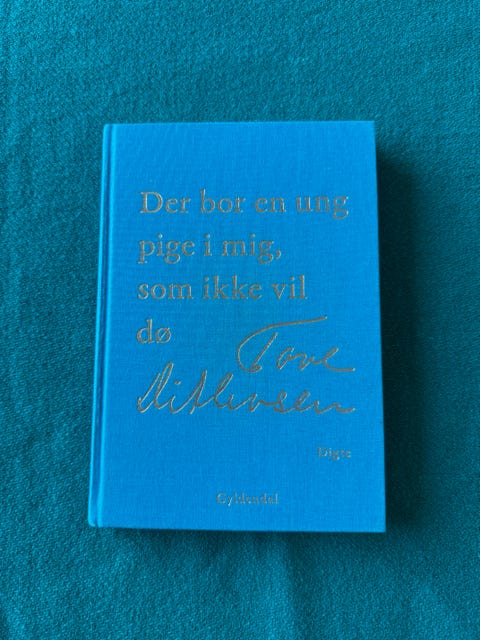 Der bor en ung
pige i mig,
som ikke vil
dø
Tove
Ditlevsen
Digte
Gyldendal